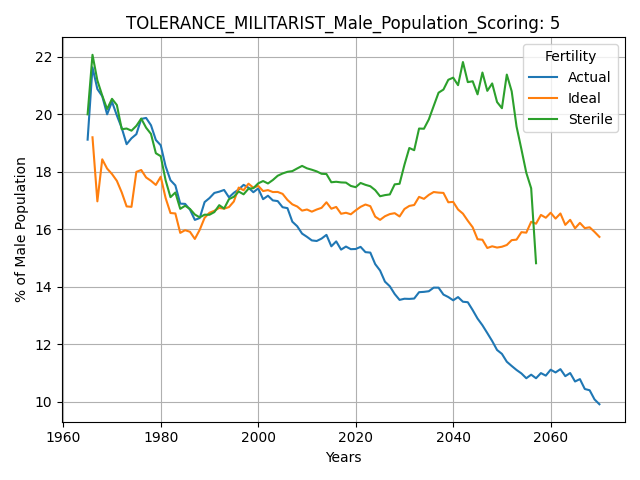 TOLERANCE_MILITARIST_Male_Population_Scoring: 5
% of Male Population
22
20
18
16
14
12
10
Fertility
Actual
Ideal
Sterile
1960
1980
2000
2020
2040
2060
Years